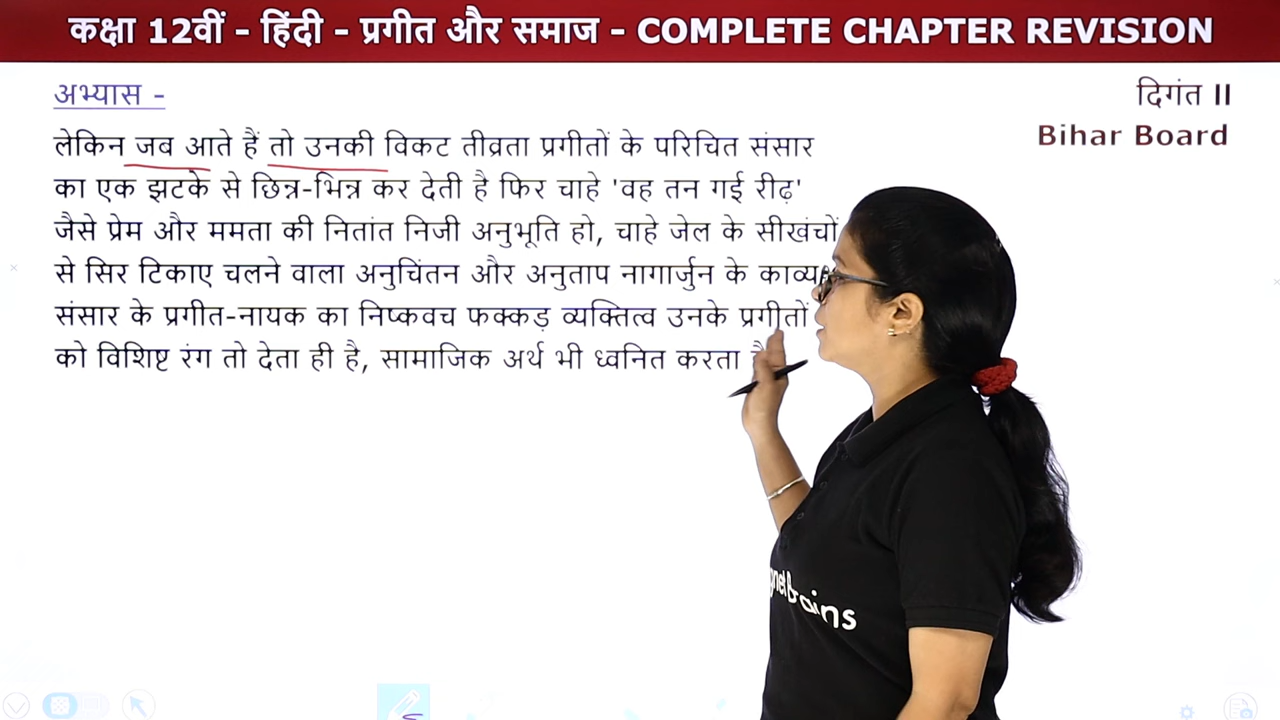 कक्षा 12वीं - हिंदी - प्रगीत और समाज - COMPLETE CHAPTER REVISION
अभ्यास -
दिगंत II
Bihar Board
लेकिन जब आते हैं तो उनकी विकट तीव्रता प्रगीतों के परिचित संसार
का एक झटके से छिन्न-भिन्न कर देती है फिर चाहे 'वह तन गई रीढ़'
जैसे प्रेम और ममता की नितांत निजी अनुभूति हो, चाहे जेल के सीखंचों
से सिर टिकाए चलने वाला अनुचिंतन और अनुताप नागार्जुन के काव्य
संसार के प्रगीत-नायक का निष्कवच फक्कड़ व्यक्तित्व उनके प्रगीतों
को विशिष्ट रंग तो देता ही है, सामाजिक अर्थ भी ध्वनित करता